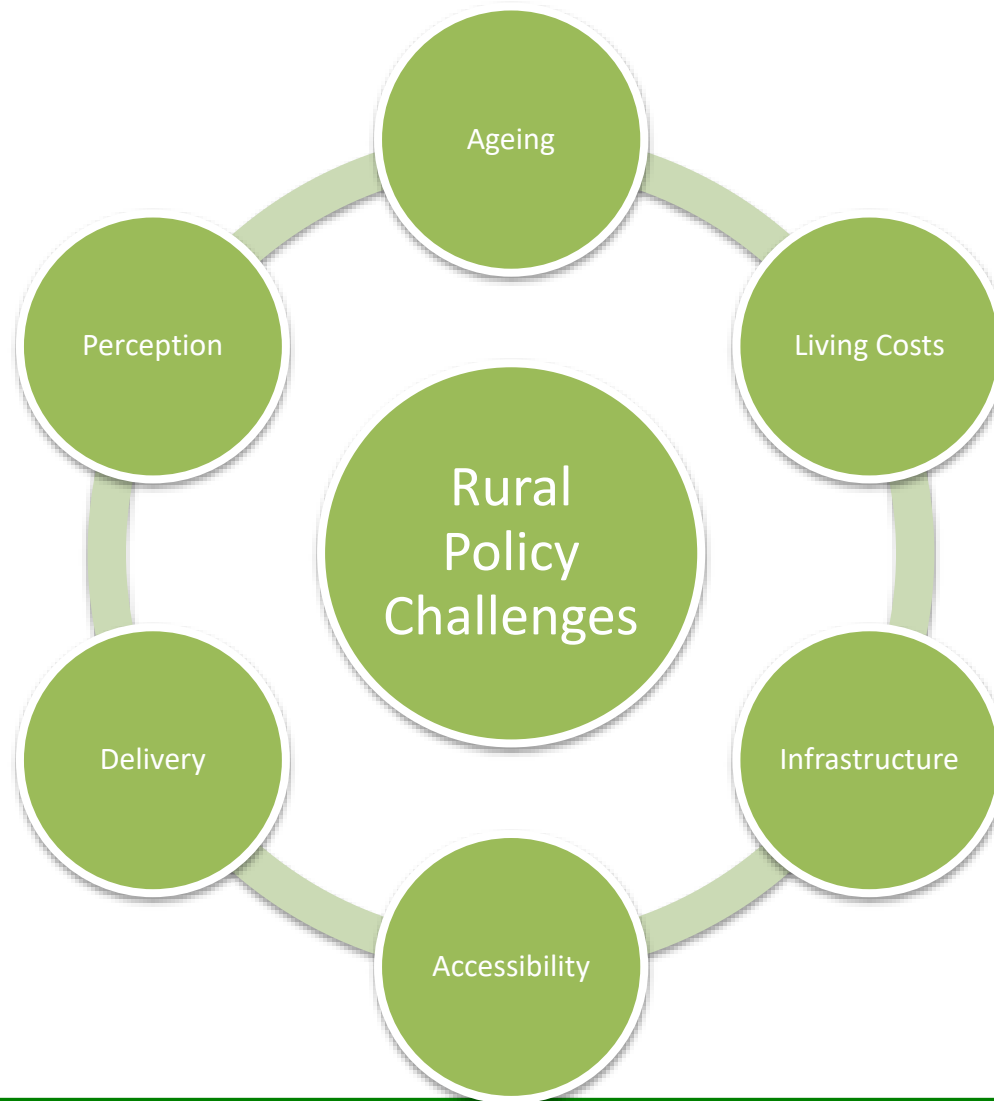 Ageing
Living Costs
Infrastructure
Accessibility
Delivery
Perception
Rural
Policy
Challenges